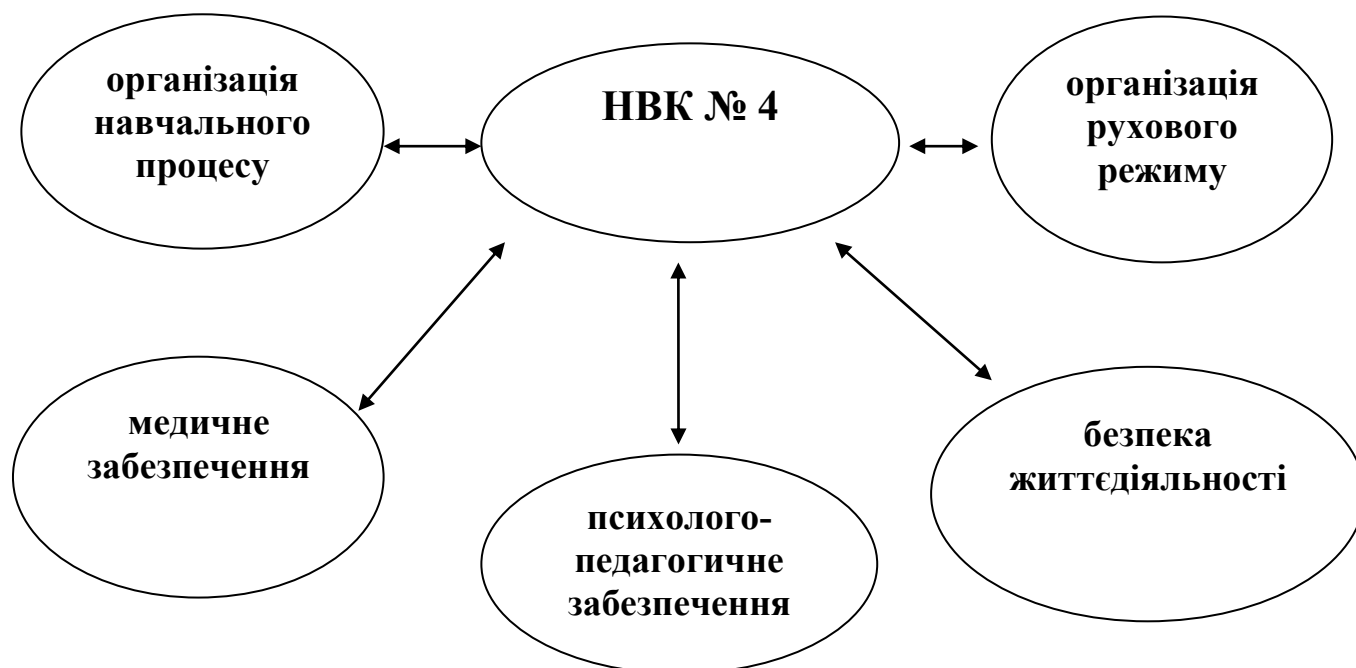 організація
навчального
процесу
НВК № 4
організація
рухового
режиму
медичне
забезпечення
психолого-
педагогичне
забезпечення
безпека
життєдіяльності